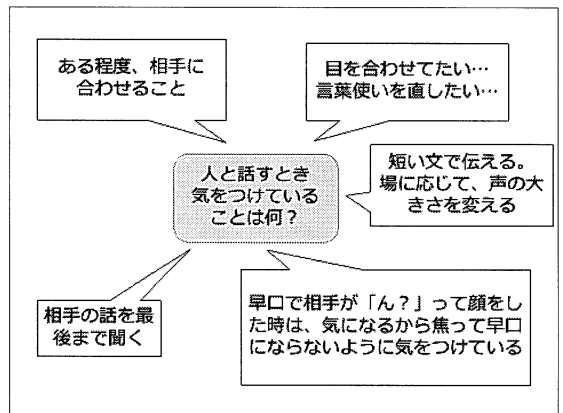 ある程度、相手に
合わせること
目を合わせてたい…
言葉使いを直したい…
人と話すとき
気をつけている
ことは何？
短い文で伝える。
場に応じて、声の大
きさを変える
相手の話を最
後まで聞く
早口で相手が「ん？」って顔をし
た時は、気になるから焦って早口
にならないように気をつけている